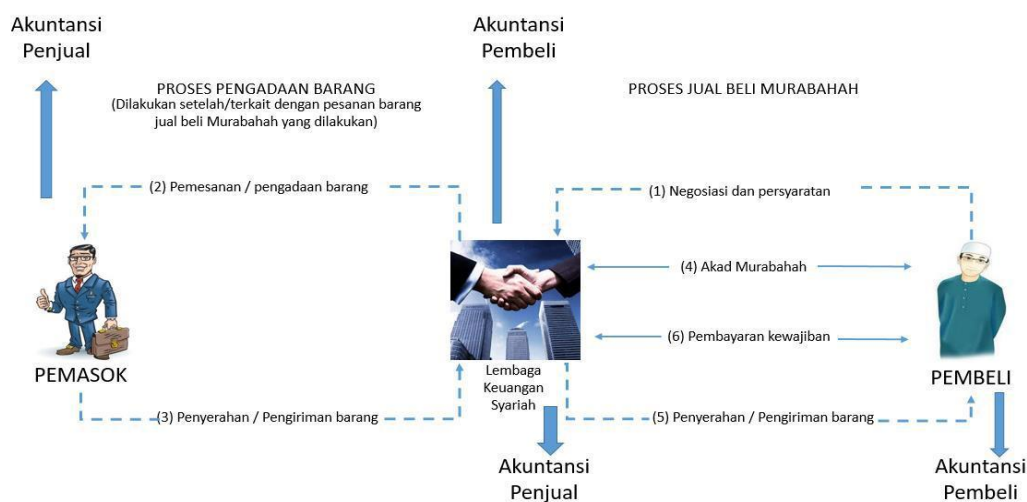 Akuntansi
Penjual
Akuntansi
Pembeli
PROSES PENGADAAN BARANG
(Dilakukan setelah/terkait dengan pesanan barang
jual beli Murabahah yang dilakukan)
PROSES JUAL BELI MURABAHAH
(2) Pemesanan / pengadaan barang
(1) Negosiasi dan persyaratan
(4) Akad Murabahah
(6) Pembayaran kewajiban
PEMASOK
Lembaga
Keuangan
Syariah
PEMBELI
(3) Penyerahan / Pengiriman barang
(5) Penyerahan / Pengiriman barang
Akuntansi
Penjual
Akuntansi
Pembeli